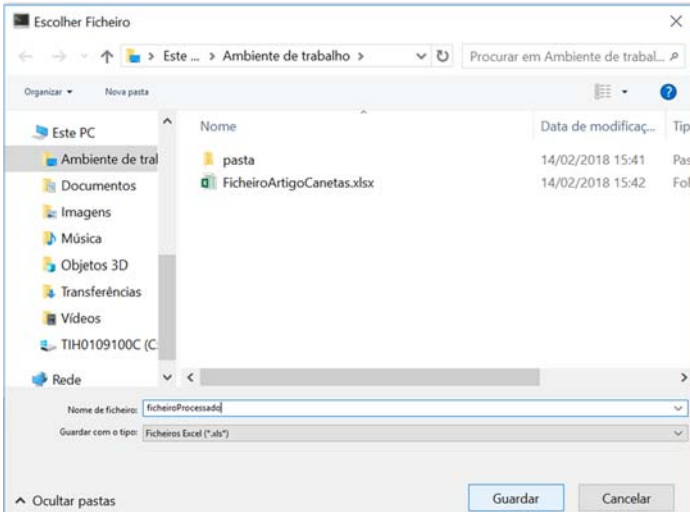 Escolher Ficheiro
Este ... > Ambiente de trabalho >
Procurar em Ambiente de trabal...
Organizar
Nova pasta
Nome
Data de modificaç...
Tip
Este PC
Ambiente de tral
pasta
14/02/2018 15:41
Pas
Documentos
FicheiroArtigoCanetas.xlsx
14/02/2018 15:42
Fol
Imagens
Música
Objetos 3D
Transferências
Vídeos
TIH0109100C (C:
Rede
Nome de ficheiro: ficheiroProcessado
Guardar com o tipo: Ficheiros Excel (*.xls*)
Ocultar pastas
Guardar
Cancelar